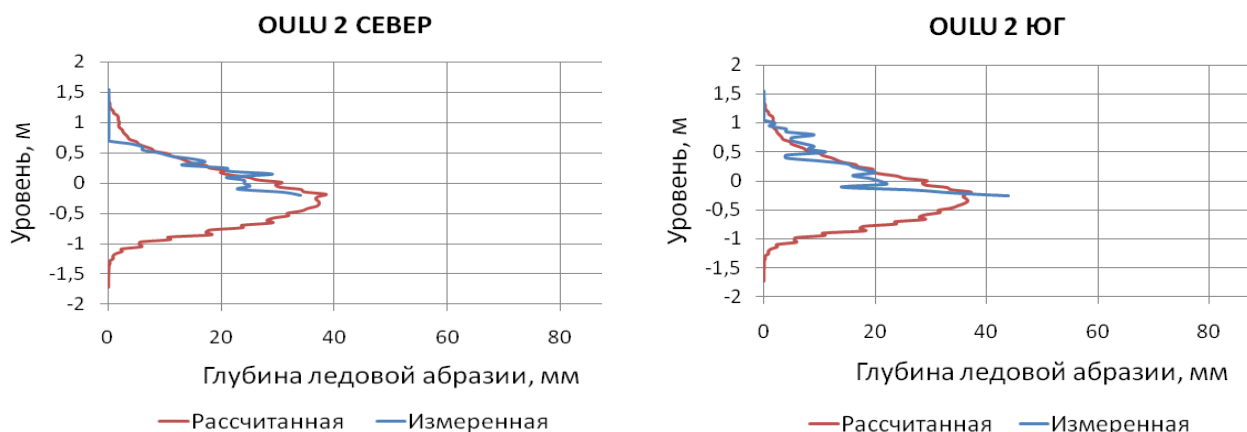 OULU 2 СЕВЕР
2
1,5
1
0,5
0
-0,5
-1
-1,5
-2
Уровень, м
0 20 40 60 80
Глубина ледовой абразии, мм
Рассчитанная Измеренная
OULU 2 ЮГ
2
1,5
1
0,5
0
-0,5
-1
-1,5
-2
Уровень, м
0 20 40 60 80
Глубина ледовой абразии, мм
Рассчитанная Измеренная